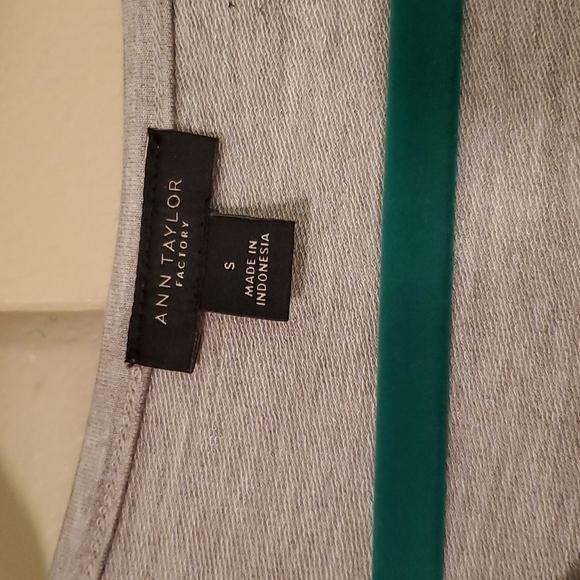 ANN TAYLOR
FACTORY
S
MADE IN
INDONESIA